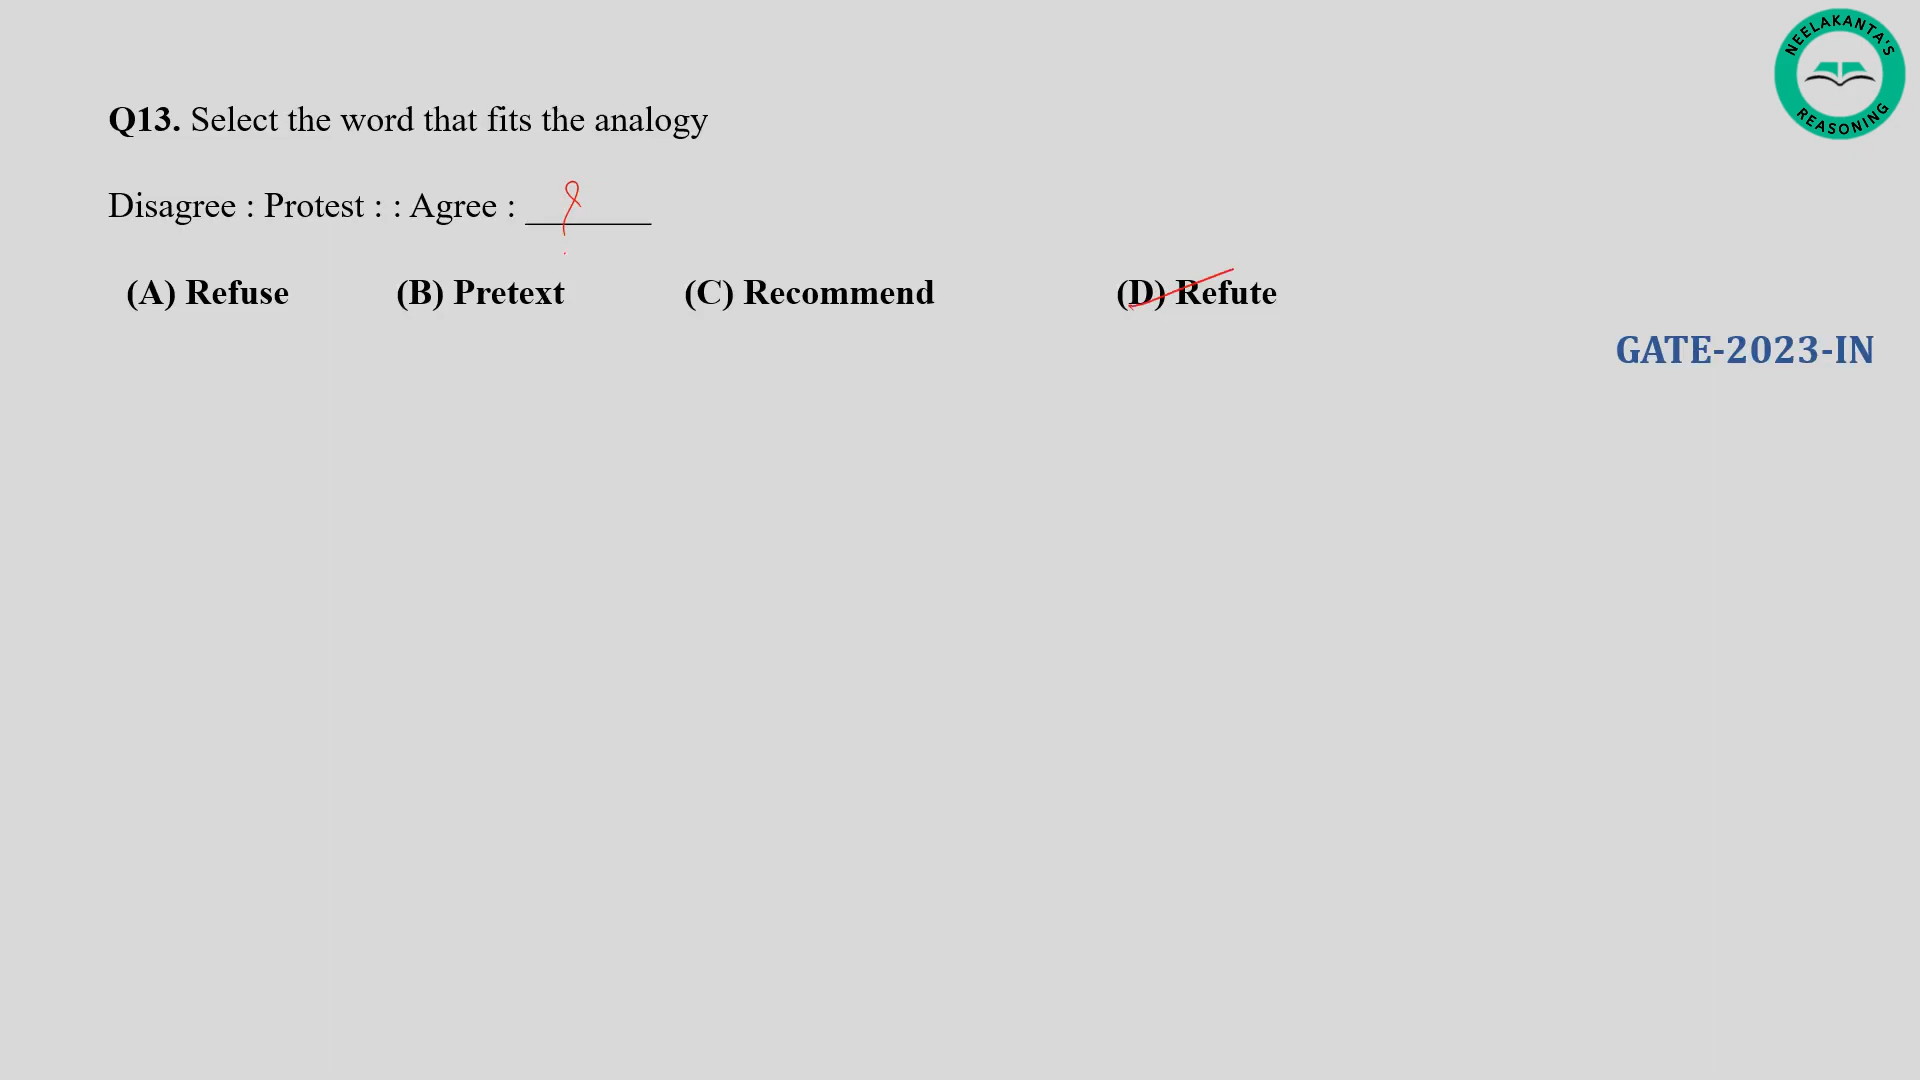 NEELAKANTA'S
REASONING
Q13. Select the word that fits the analogy
Disagree : Protest : : Agree : _______
?
(A) Refuse (B) Pretext (C) Recommend (D) Refute
GATE-2023-IN